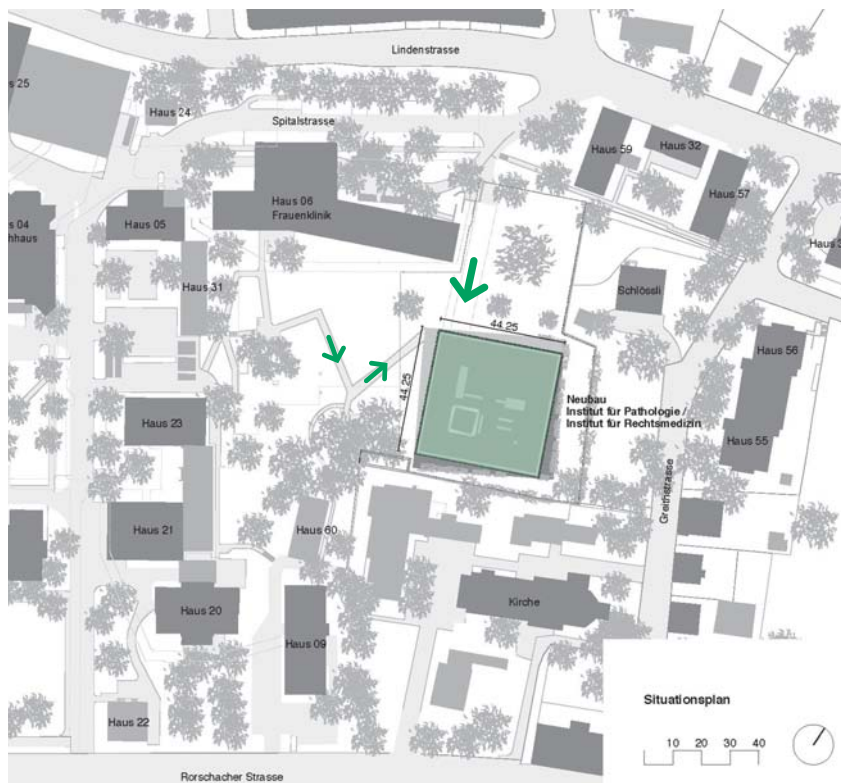 Lindenstrasse
s 25
Haus 24
Spitalstrasse
Haus 59
Haus 32
Haus 57
Haus 06
Frauenklinik
s 04
hhaus
Haus 05
Haus 3
Haus 31
Schlössli
44.25
44.25
Haus 56
Neubau
Institut für Pathologie /
Institut für Rechtsmedizin
Haus 23
Haus 55
Greithstrasse
Haus 21
Haus 60
Haus 20
Kirche
Haus 09
Haus 22
Situationsplan
10 20 30 40
Rorschacher Strasse